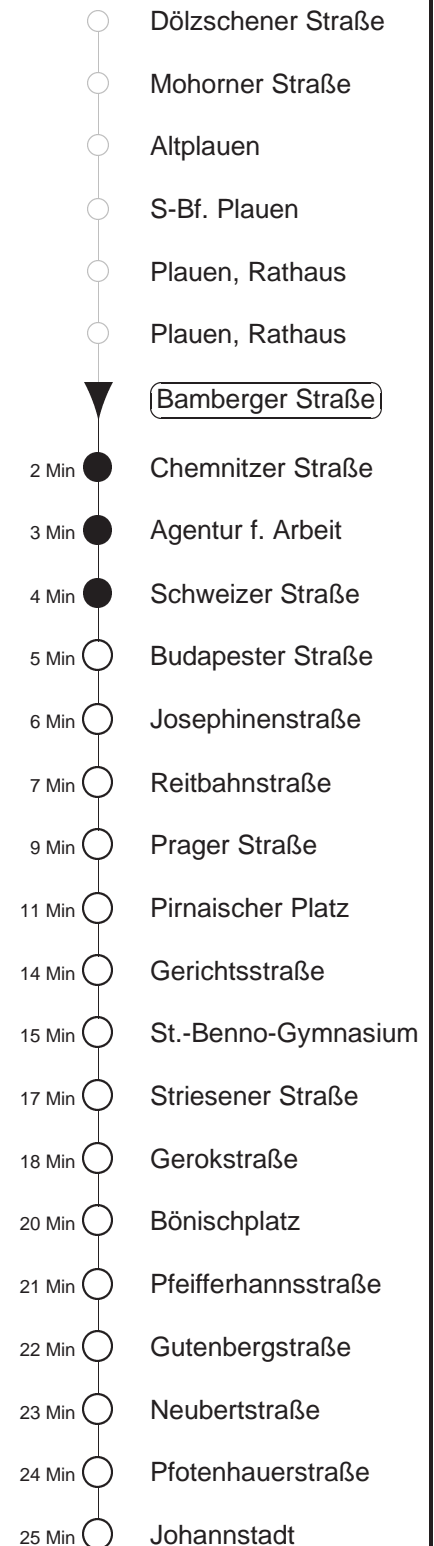 Dölzschener Straße
Mohorner Straße
Altplauen
S-Bf. Plauen
Plauen, Rathaus
Plauen, Rathaus
Bamberger Straße
2 Min Chemnitzer Straße
3 Min Agentur f. Arbeit
4 Min Schweizer Straße
5 Min Budapester Straße
6 Min Josephinenstraße
7 Min Reitbahnstraße
9 Min Prager Straße
11 Min Pirnaischer Platz
14 Min Gerichtsstraße
15 Min St.-Benno-Gymnasium
17 Min Striesener Straße
18 Min Gerokstraße
20 Min Bönischplatz
21 Min Pfeifferhannsstraße
22 Min Gutenbergstraße
23 Min Neubertstraße
24 Min Pfotenhauerstraße
25 Min Johannstadt